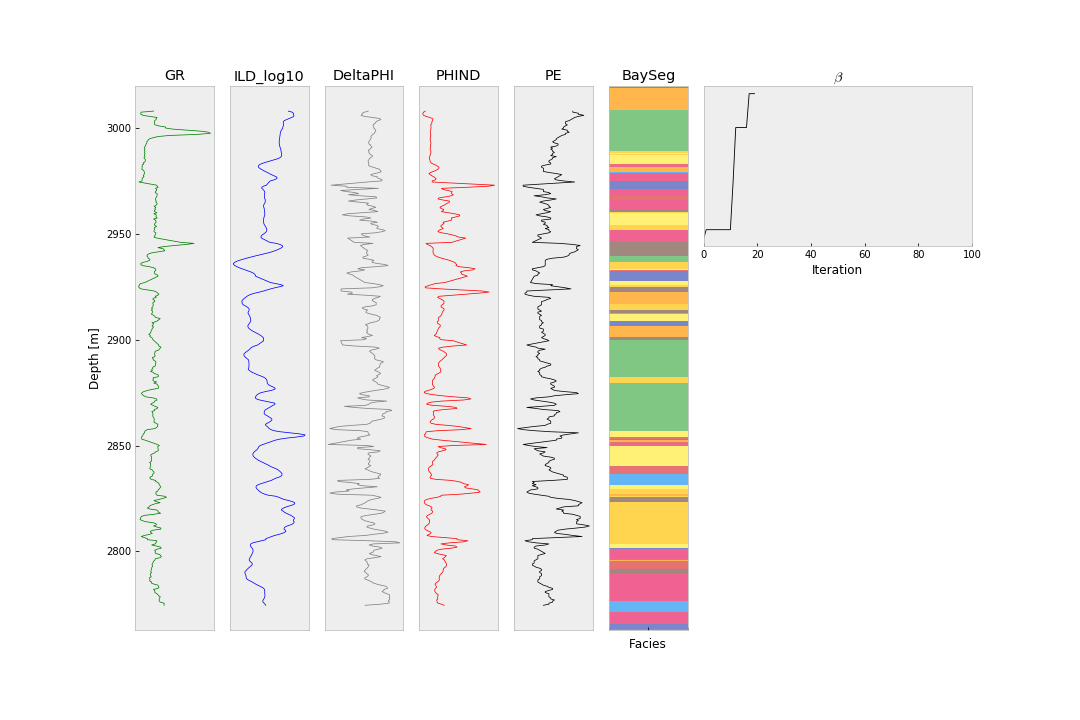 GR ILD_log10 DeltaPHI PHIND PE BaySeg β
3000
2950
2900
2850
2800
Depth [m]
0 20 40 60 80 100
Iteration
Facies